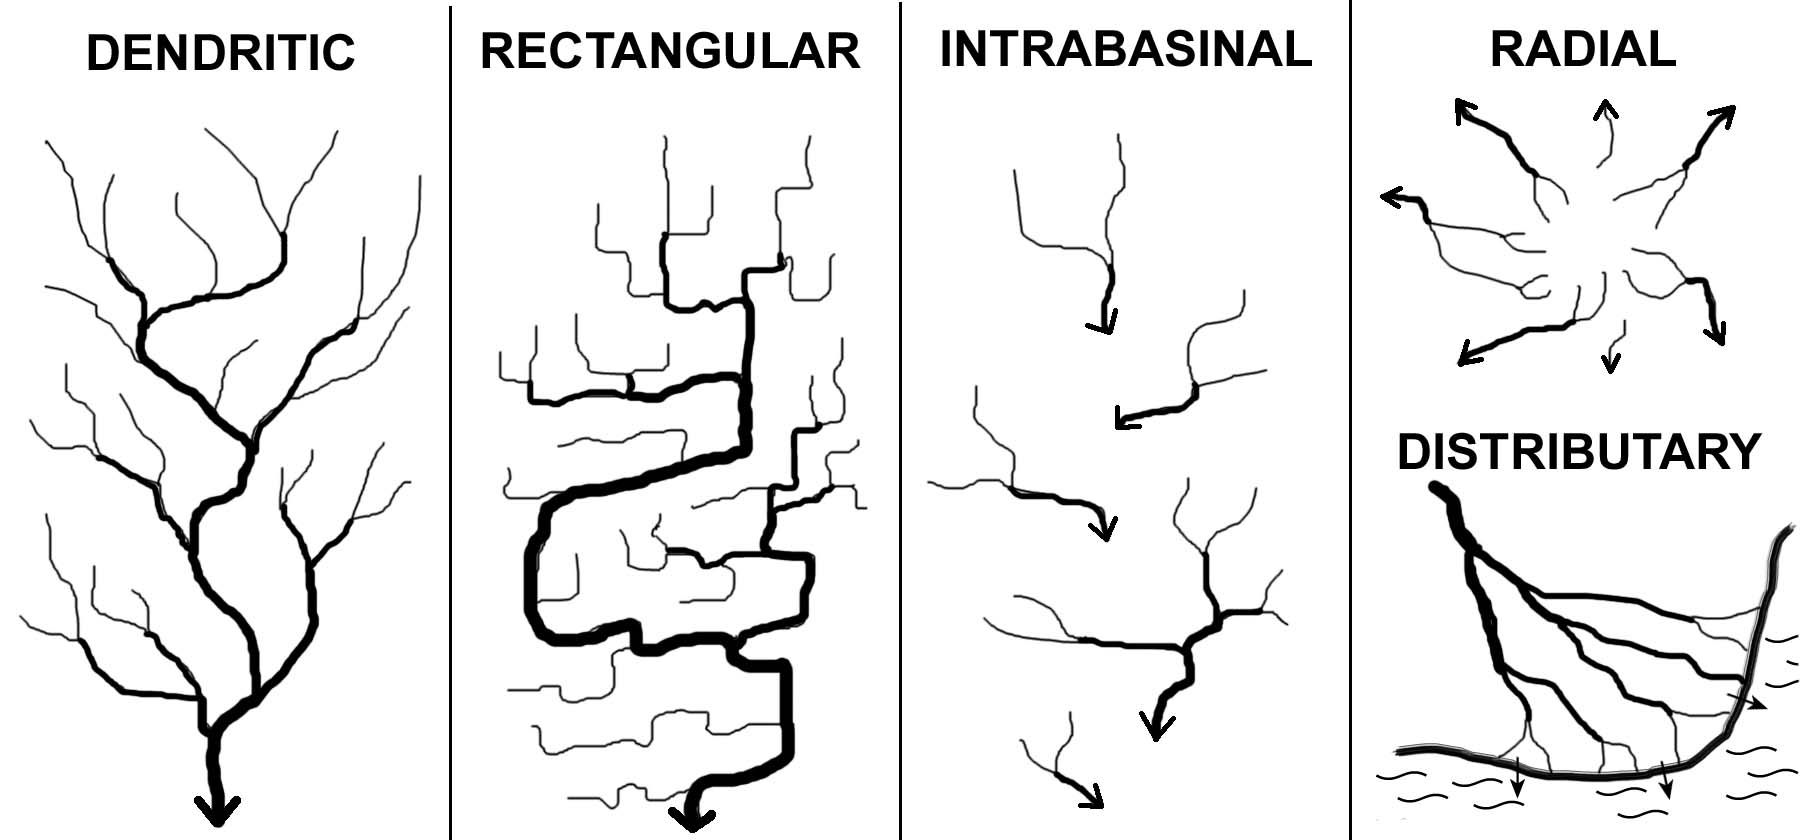 DENDRITIC
RECTANGULAR
INTRABASINAL
RADIAL
DISTRIBUTARY